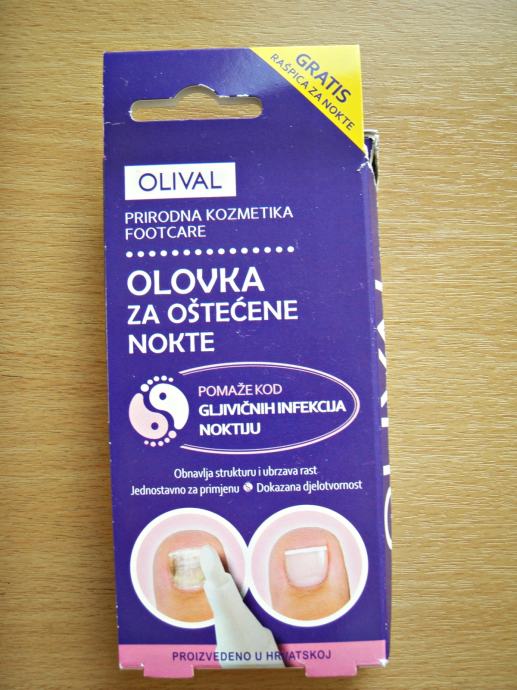 GRATIS
RAŠPICA ZA NOKTE
OLIVAL
PRIRODNA KOZMETIKA
FOOTCARE
OLOVKA
ZA OŠTEĆENE
NOKTE
POMAŽE KOD
GLJIVIČNIH INFEKCIJA
NOKTIJU
Obnavlja strukturu i ubrzava rast
Jednostavno za primjenu Dokazana djelotvornost
PROIZVEDENO U HRVATSKOJ